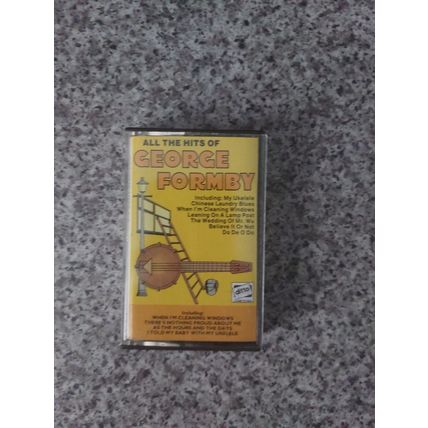 ALL THE HITS OF
GEORGE
FORMBY
Including: My Ukelele
Chinese Laundry Blues
When I'm Cleaning Windows
Leaning On A Lamp Post
The Wedding Of Mr. Wu
Believe It Or Not
Do De O Do
Including:
WHEN I'M CLEANING WINDOWS
THERE'S NOTHING PROUD ABOUT ME
AS THE HOURS AND THE DAYS
I TOLD MY BABY WITH MY UKELELE